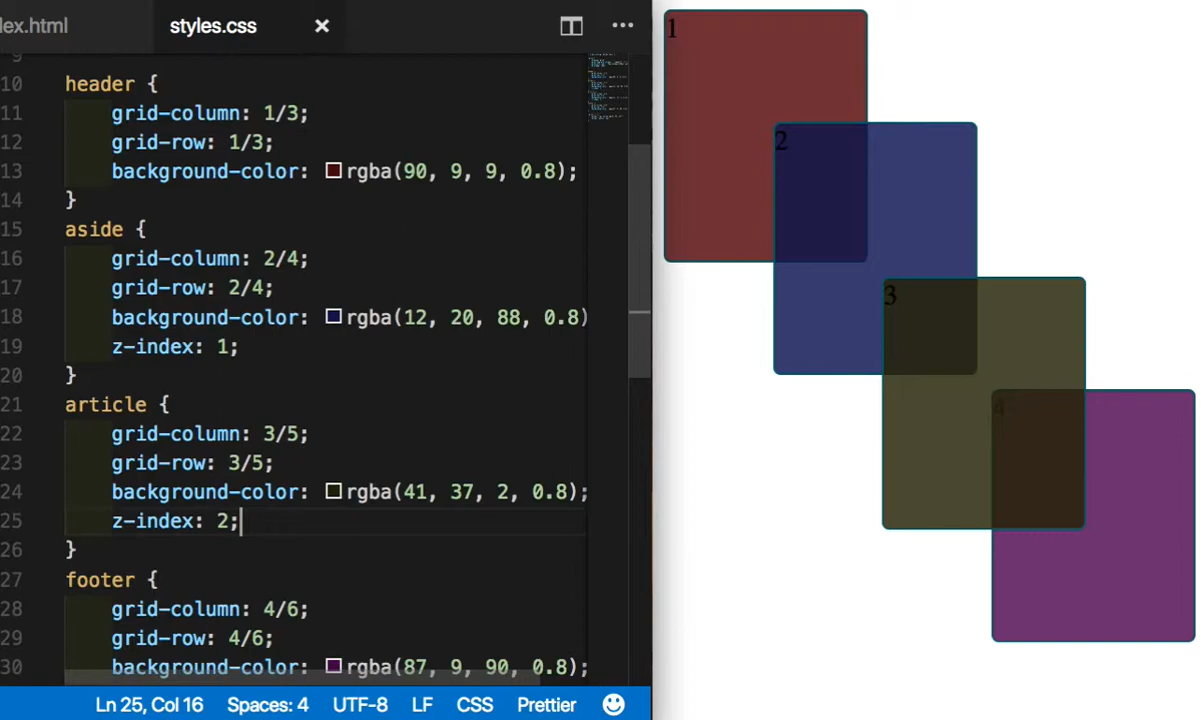 ex.html styles.css ×
9
10 header {
11 grid-column: 1/3;
12 grid-row: 1/3;
13 background-color: rgba(90, 9, 9, 0.8);
14 }
15 aside {
16 grid-column: 2/4;
17 grid-row: 2/4;
18 background-color: rgba(12, 20, 88, 0.8)
19 z-index: 1;
20 }
21 article {
22 grid-column: 3/5;
23 grid-row: 3/5;
24 background-color: rgba(41, 37, 2, 0.8);
25 z-index: 2;
26 }
27 footer {
28 grid-column: 4/6;
29 grid-row: 4/6;
30 background-color: rgba(87, 9, 90, 0.8);
Ln 25, Col 16 Spaces: 4 UTF-8 LF CSS Prettier
1
2
3
4